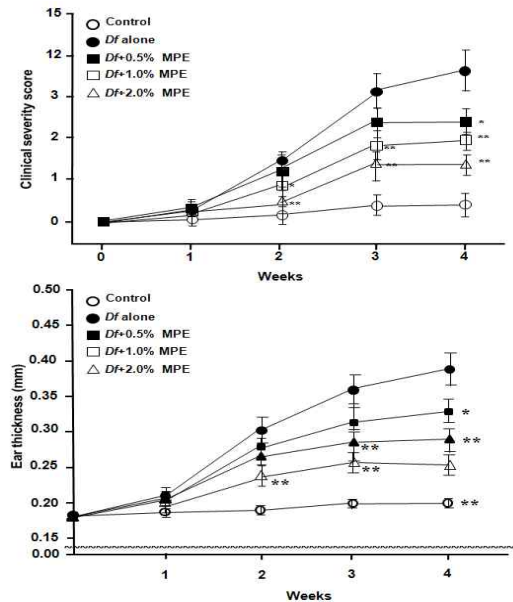 15
12
3
2
1
0
Clinical severity score
Control
Df alone
Df+0.5% MPE
Df+1.0% MPE
Df+2.0% MPE
*
**
**
**
*
**
**
0 1 2 3 4
Weeks
0.50
0.45
0.40
0.35
0.30
0.25
0.20
0.15
0.00
Ear thickness (mm)
Control
Df alone
Df+0.5% MPE
Df+1.0% MPE
Df+2.0% MPE
*
**
**
**
**
**
1 2 3 4
Weeks